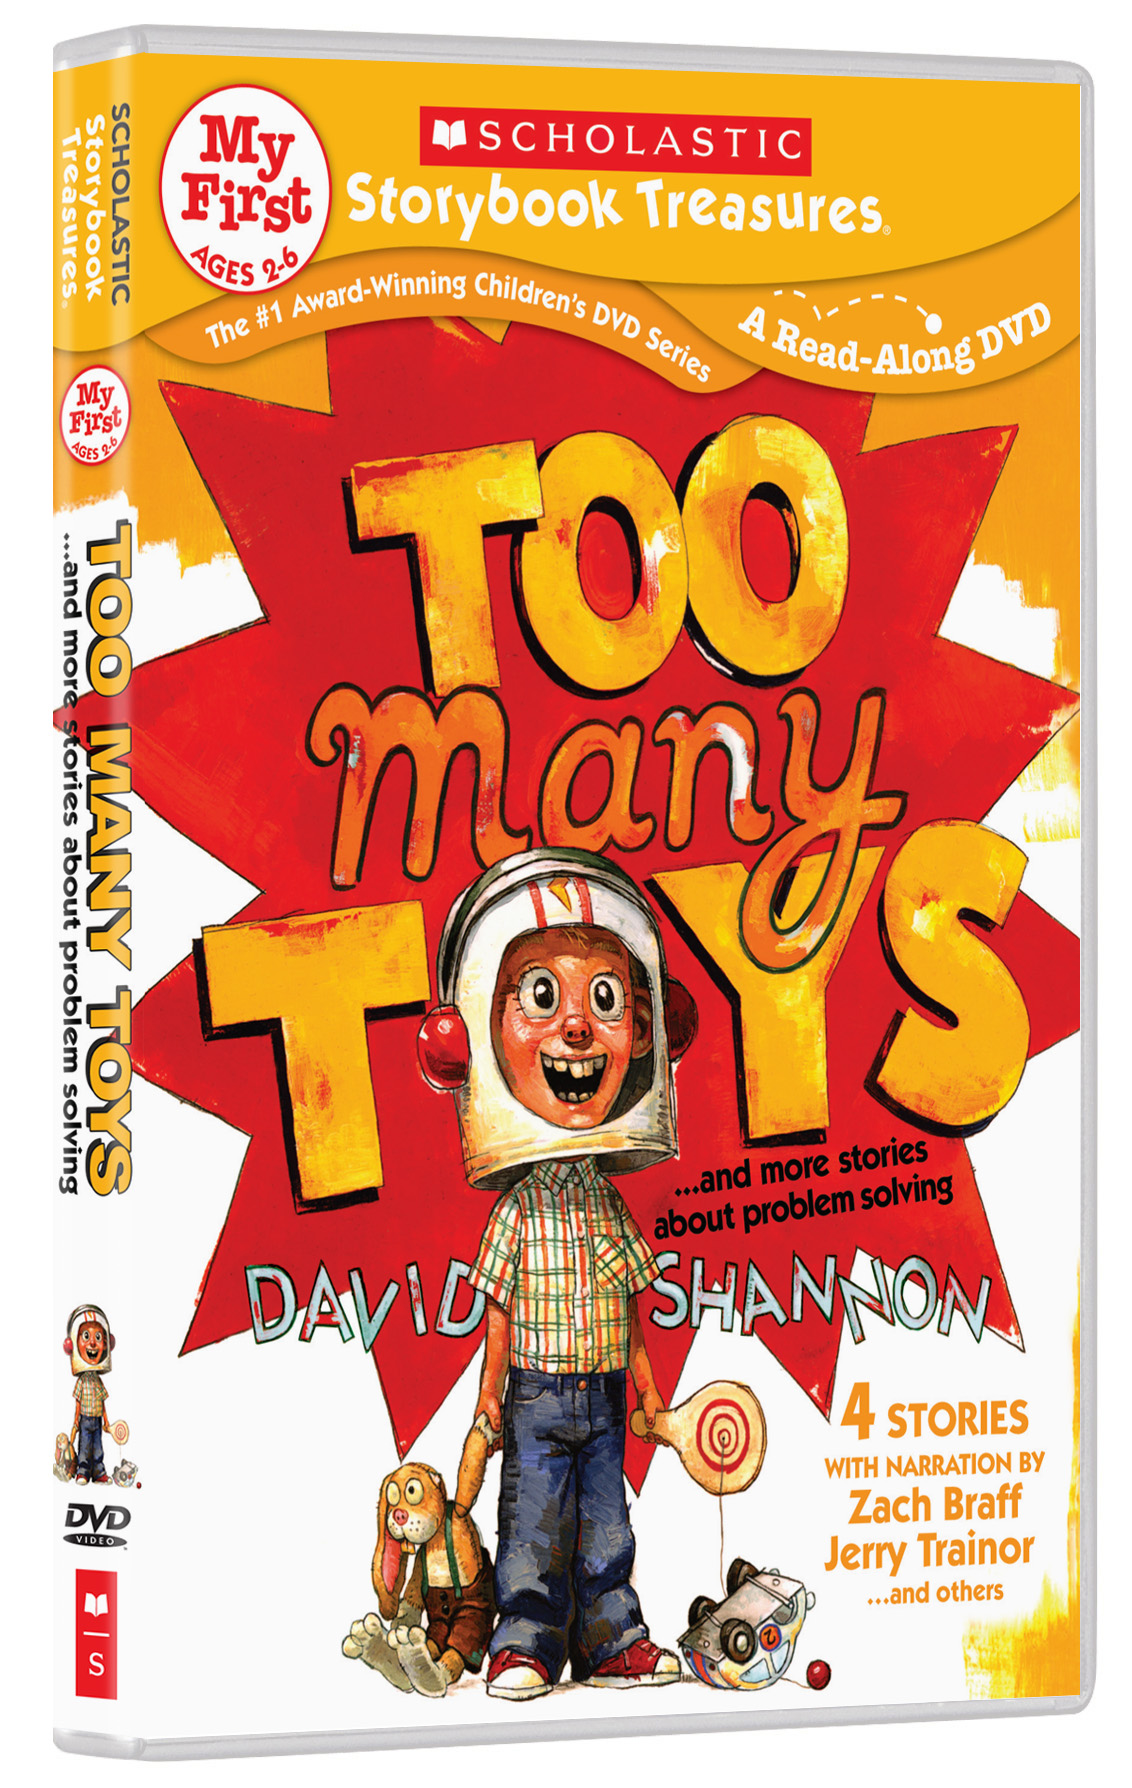 SCHOLASTIC
Storybook
Treasures®
My
First
AGES 2-6
TOO MANY TOYS
...and more stories about problem solving
DVD
VIDEO
S
My
First
AGES 2-6
SCHOLASTIC
Storybook Treasures®
The #1 Award-Winning Children's DVD Series
A Read-Along DVD
TOO
many
TOYS
...and more stories
about problem solving
DAVID SHANNON
4 STORIES
WITH NARRATION BY
Zach Braff
Jerry Trainor
...and others
2